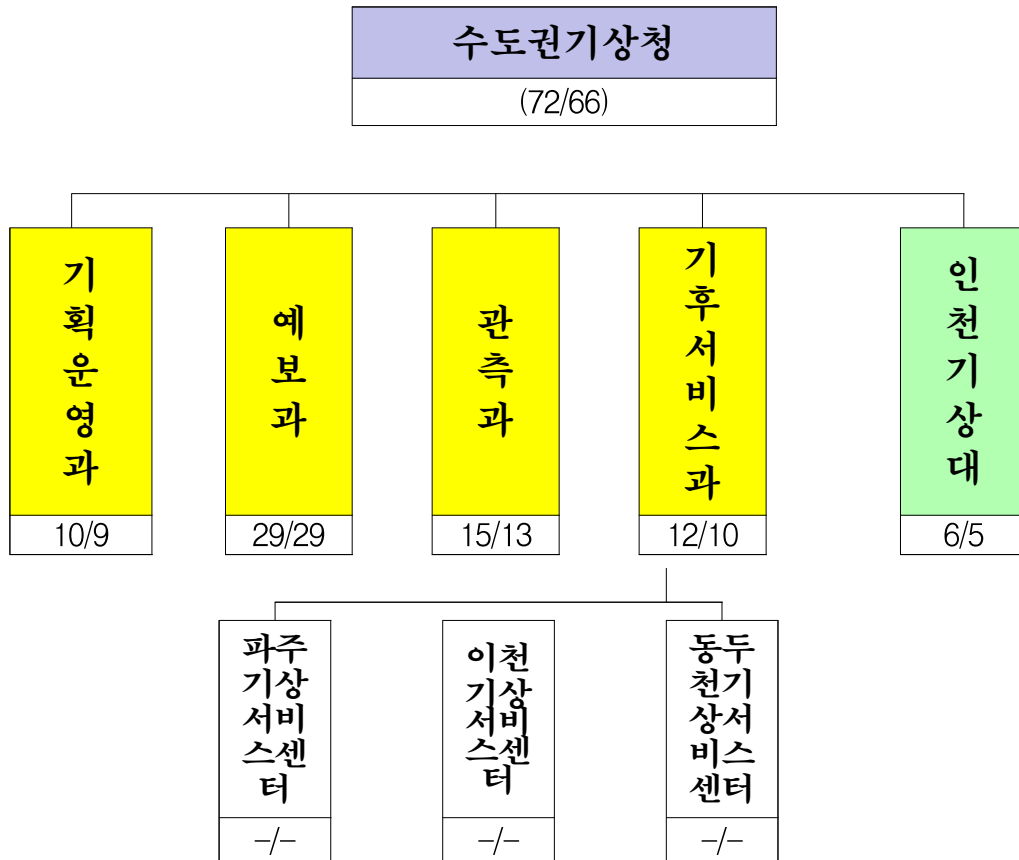 수도권기상청
(72/66)
기획운영과
10/9
예보과
29/29
관측과
15/13
기후서비스과
12/10
인천기상대
6/5
파주
기상
서비
스센
터
-/-
이천
기상
서비
스센
터
-/-
동두
천기
상서
비스
센터
-/-